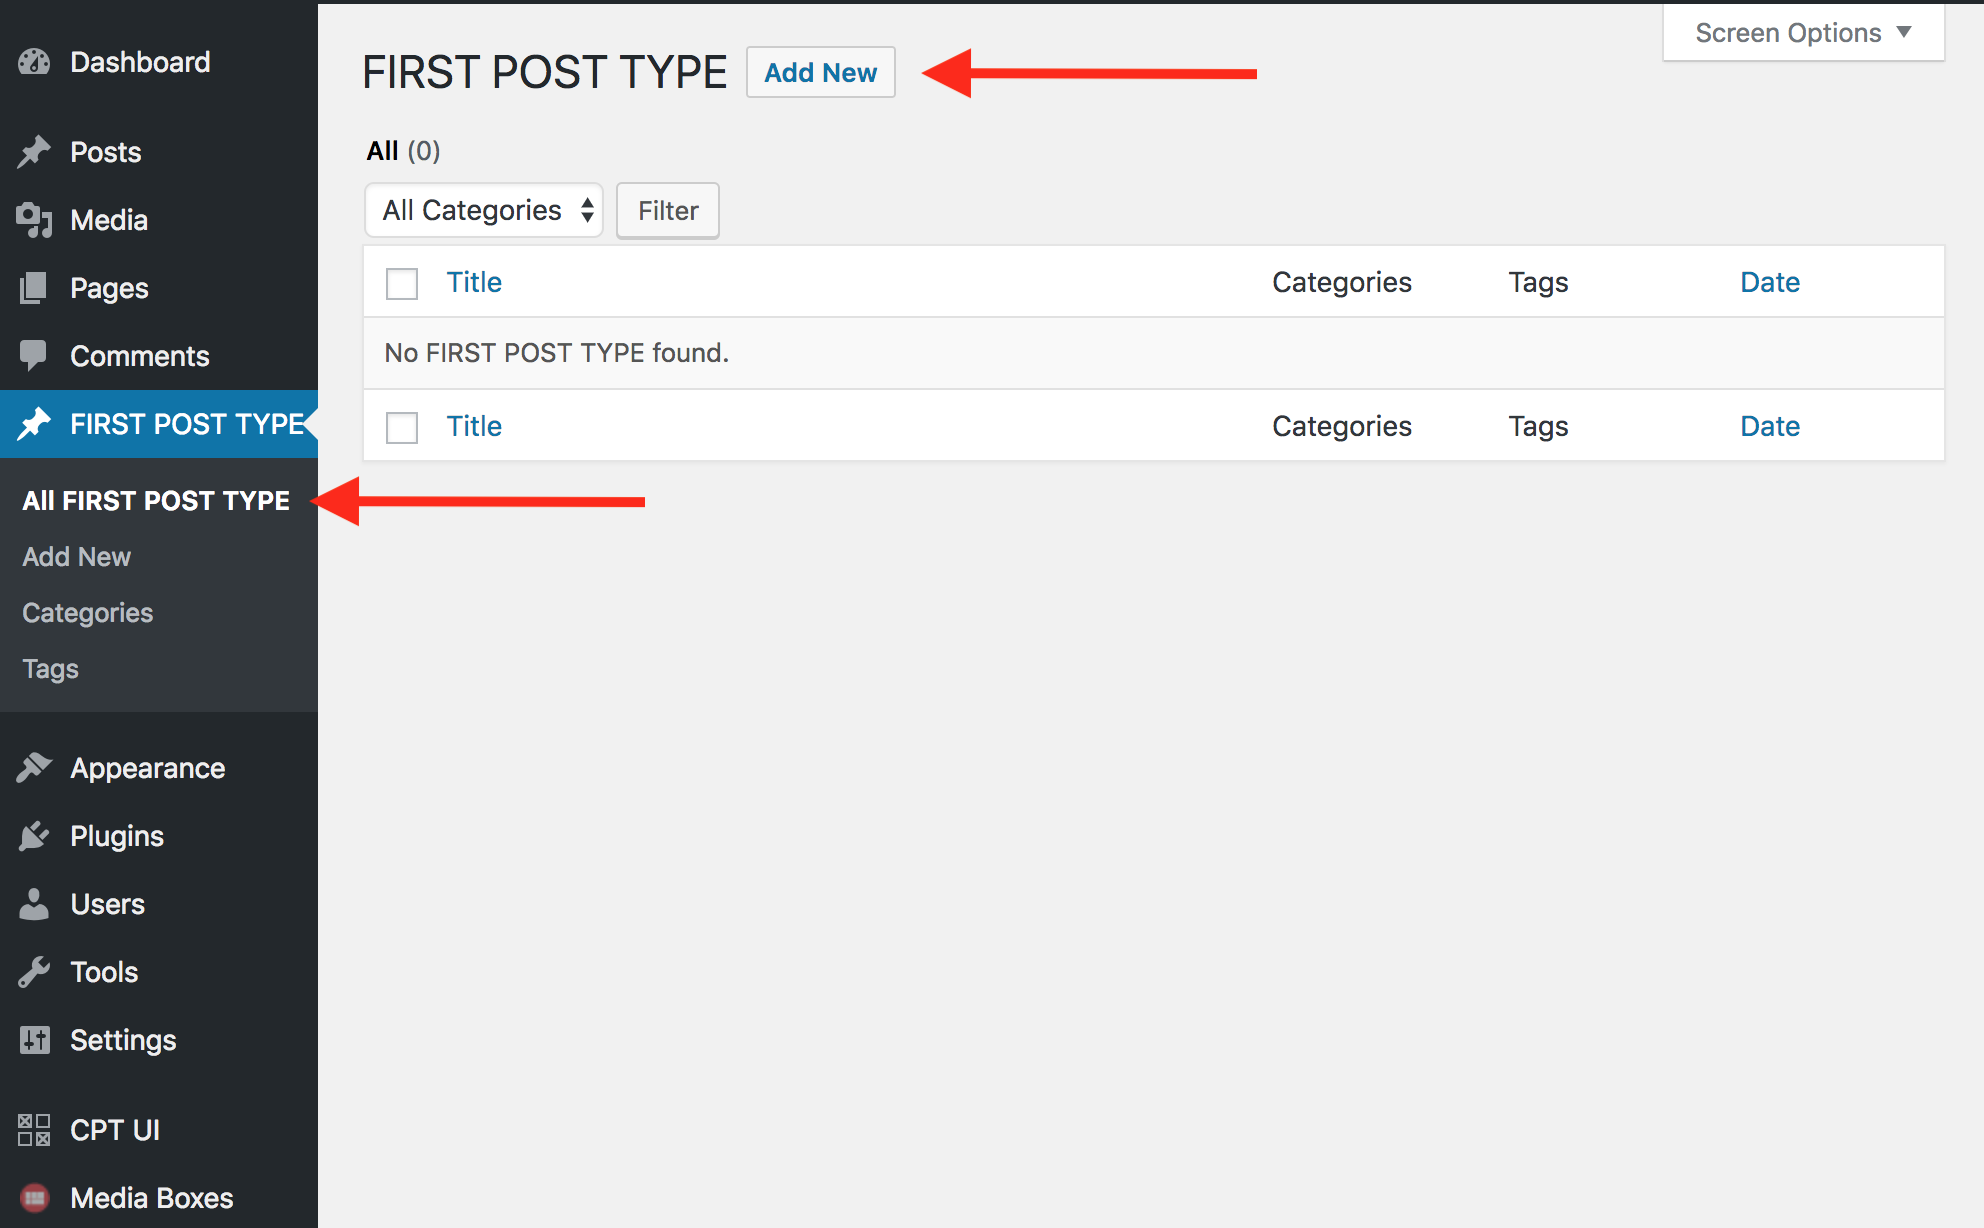 Dashboard
Posts
Media
Pages
Comments
FIRST POST TYPE
All FIRST POST TYPE
Add New
Categories
Tags
Appearance
Plugins
Users
Tools
Settings
CPT UI
Media Boxes
Screen Options
FIRST POST TYPE Add New
All (0)
All Categories Filter
Title Categories Tags Date
No FIRST POST TYPE found.
Title Categories Tags Date